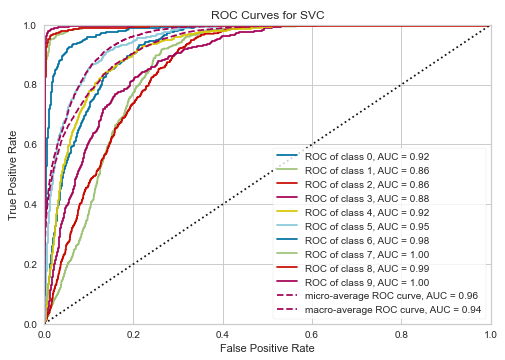 ROC Curves for SVC
1.0
0.8
0.6
0.4
0.2
0.0
True Positive Rate
ROC of class 0, AUC = 0.92
ROC of class 1, AUC = 0.86
ROC of class 2, AUC = 0.86
ROC of class 3, AUC = 0.88
ROC of class 4, AUC = 0.92
ROC of class 5, AUC = 0.95
ROC of class 6, AUC = 0.98
ROC of class 7, AUC = 1.00
ROC of class 8, AUC = 0.99
ROC of class 9, AUC = 1.00
micro-average ROC curve, AUC = 0.96
macro-average ROC curve, AUC = 0.94
0.0 0.2 0.4 0.6 0.8 1.0
False Positive Rate